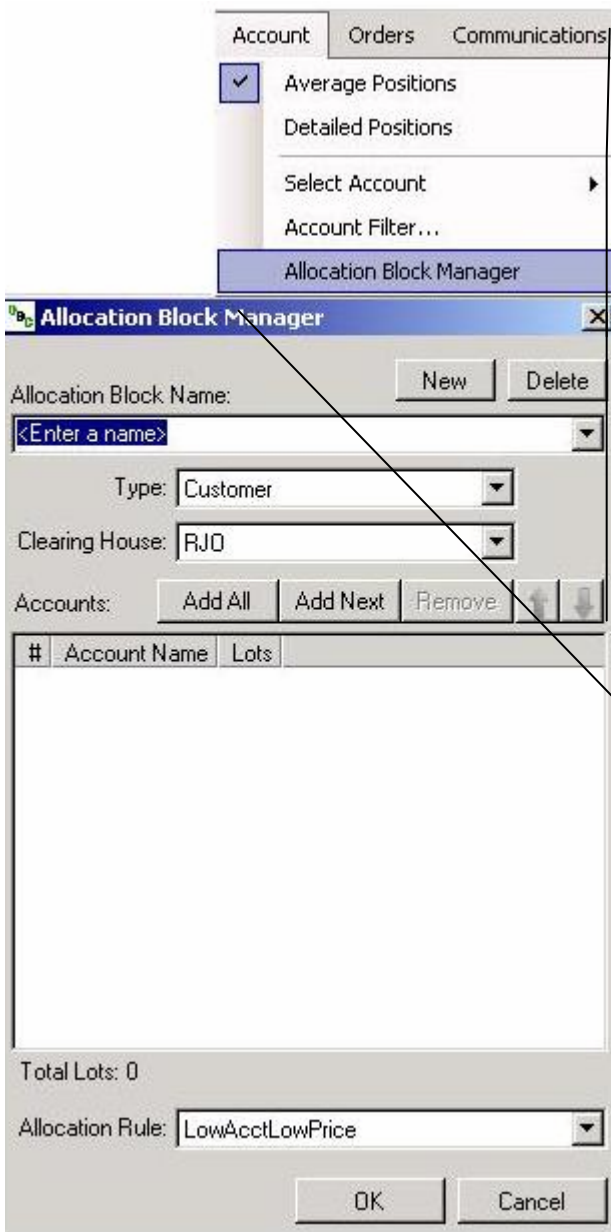 Account Orders Communications
Average Positions
Detailed Positions
Select Account
Account Filter...
Allocation Block Manager
OBC Allocation Block Manager
New Delete
Allocation Block Name:
<Enter a name>
Type: Customer
Clearing House: RJO
Accounts: Add All Add Next Remove
# Account Name Lots
Total Lots: 0
Allocation Rule: LowAcctLowPrice
OK Cancel